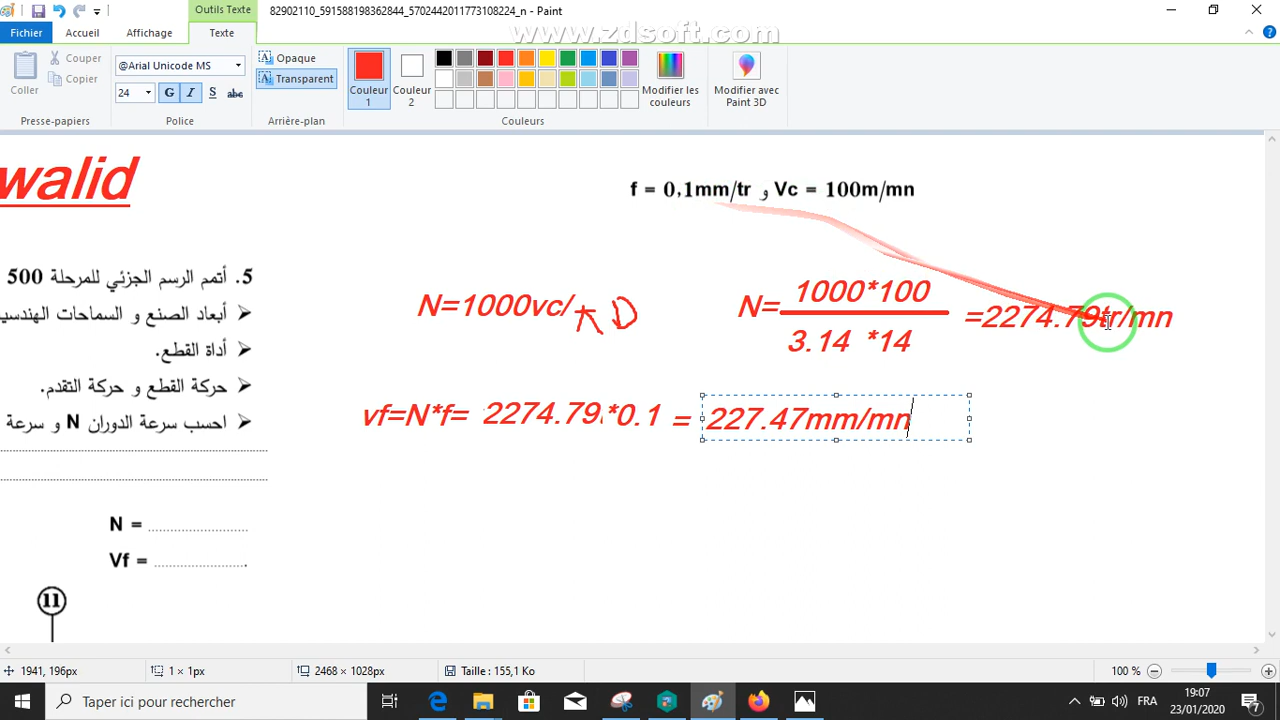 82902110_591588198362844_5702442011773108224_n - Paint
Outils Texte
www.zdsoft.com
Fichier Accueil Affichage Texte
Coller
Couper
Copier
Presse-papiers
@Arial Unicode MS
24 G I S abc
Police
Opaque
Transparent
Arrière-plan
Couleur 1
Couleur 2
Modifier les couleurs
Modifier avec Paint 3D
Couleurs
walid
f = 0,1mm/tr و Vc = 100m/mn
5. أتمم الرسم الجزئي للمرحلة 500
أبعاد الصنع و السماحات الهندسي
أداة القطع.
حركة القطع و حركة التقدم.
احسب سرعة الدوران N و سرعة
N=1000vc/πD
N= 1000*100
3.14 *14
=2274.79tr/mn
vf=N*f= 2274.79.*0.1 = 227.47mm/mn
N = ..........................
Vf = ........................
11
1941, 196px
1 × 1px
2468 × 1028px
Taille : 155,1 Ko
100 %
Taper ici pour rechercher
FRA
19:07
23/01/2020
7